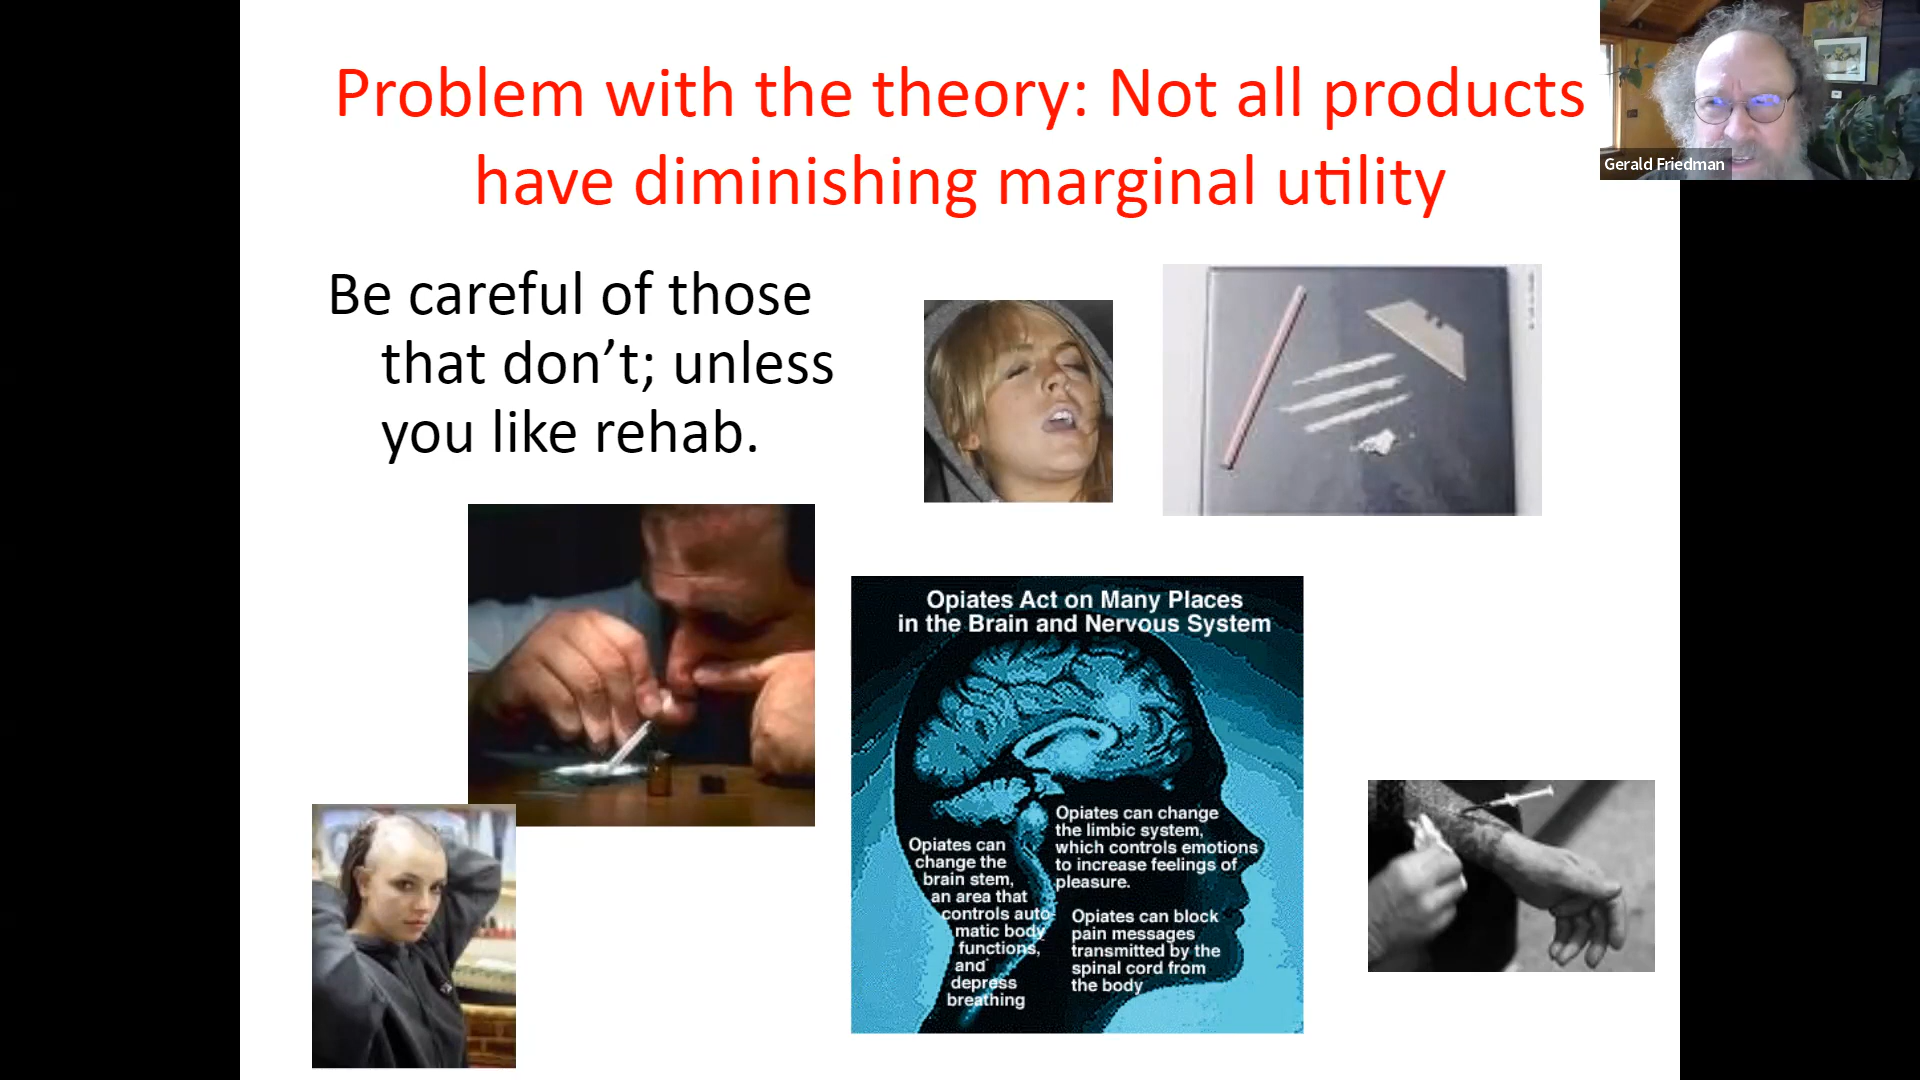 Problem with the theory: Not all products
have diminishing marginal utility
Gerald Friedman
Be careful of those
that don’t; unless
you like rehab.
Opiates Act on Many Places
in the Brain and Nervous System
Opiates can change
the limbic system,
which controls emotions
to increase feelings of
pleasure.
Opiates can
change the
brain stem,
an area that
controls auto-
matic body
functions,
and
depress
breathing
Opiates can block
pain messages
transmitted by the
spinal cord from
the body